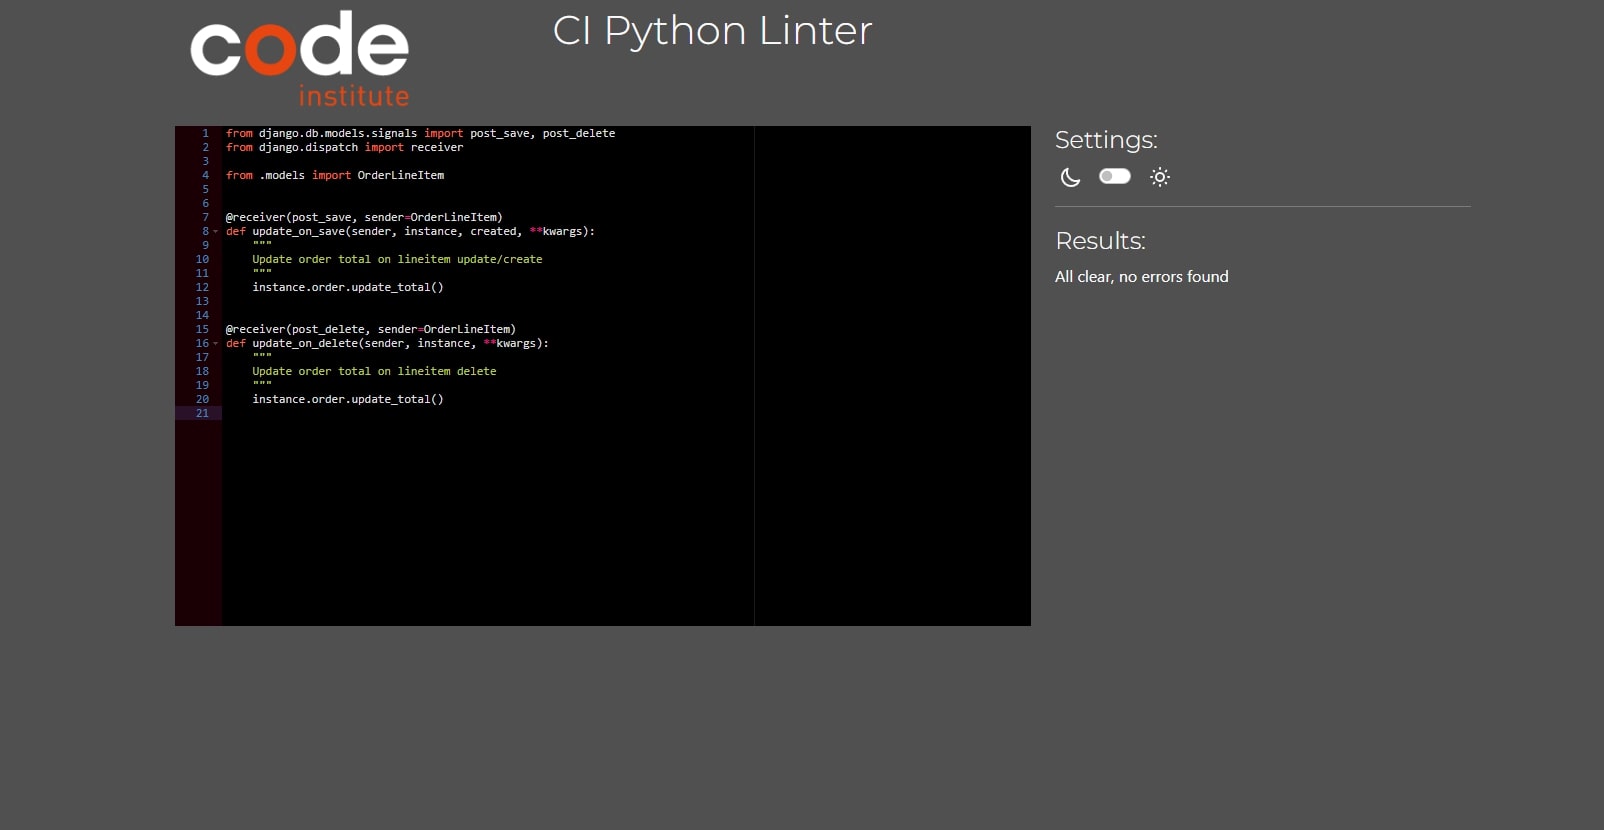 code
institute
CI Python Linter
1 from django.db.models.signals import post_save, post_delete
2 from django.dispatch import receiver
3
4 from .models import OrderLineItem
5
6
7 @receiver(post_save, sender=OrderLineItem)
8 def update_on_save(sender, instance, created, **kwargs):
9     """
10     Update order total on lineitem update/create
11     """
12     instance.order.update_total()
13
14
15 @receiver(post_delete, sender=OrderLineItem)
16 def update_on_delete(sender, instance, **kwargs):
17     """
18     Update order total on lineitem delete
19     """
20     instance.order.update_total()
21
Settings:
Results:
All clear, no errors found